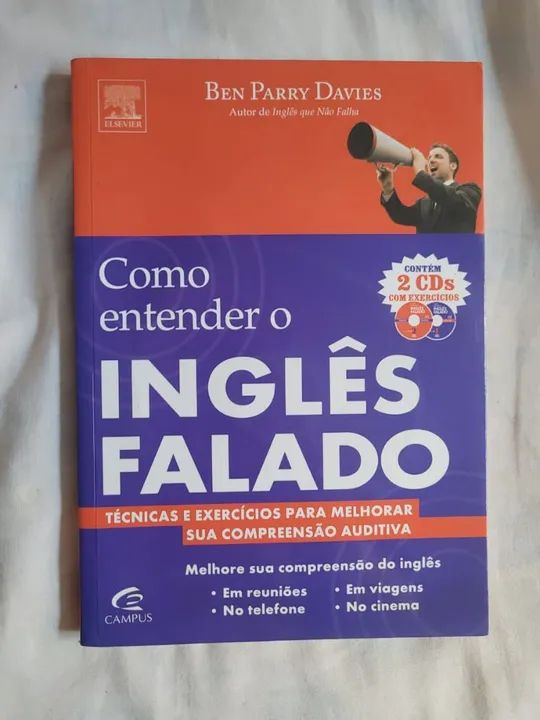 ELSEVIER
BEN PARRY DAVIES
Autor de Inglês que Não Falha
CONTÉM
2 CDs
COM EXERCÍCIOS
Como
entender o
INGLÊS
FALADO
TÉCNICAS E EXERCÍCIOS PARA MELHORAR
SUA COMPREENSÃO AUDITIVA
Melhore sua compreensão do inglês
• Em reuniões
• Em viagens
• No telefone
• No cinema
CAMPUS